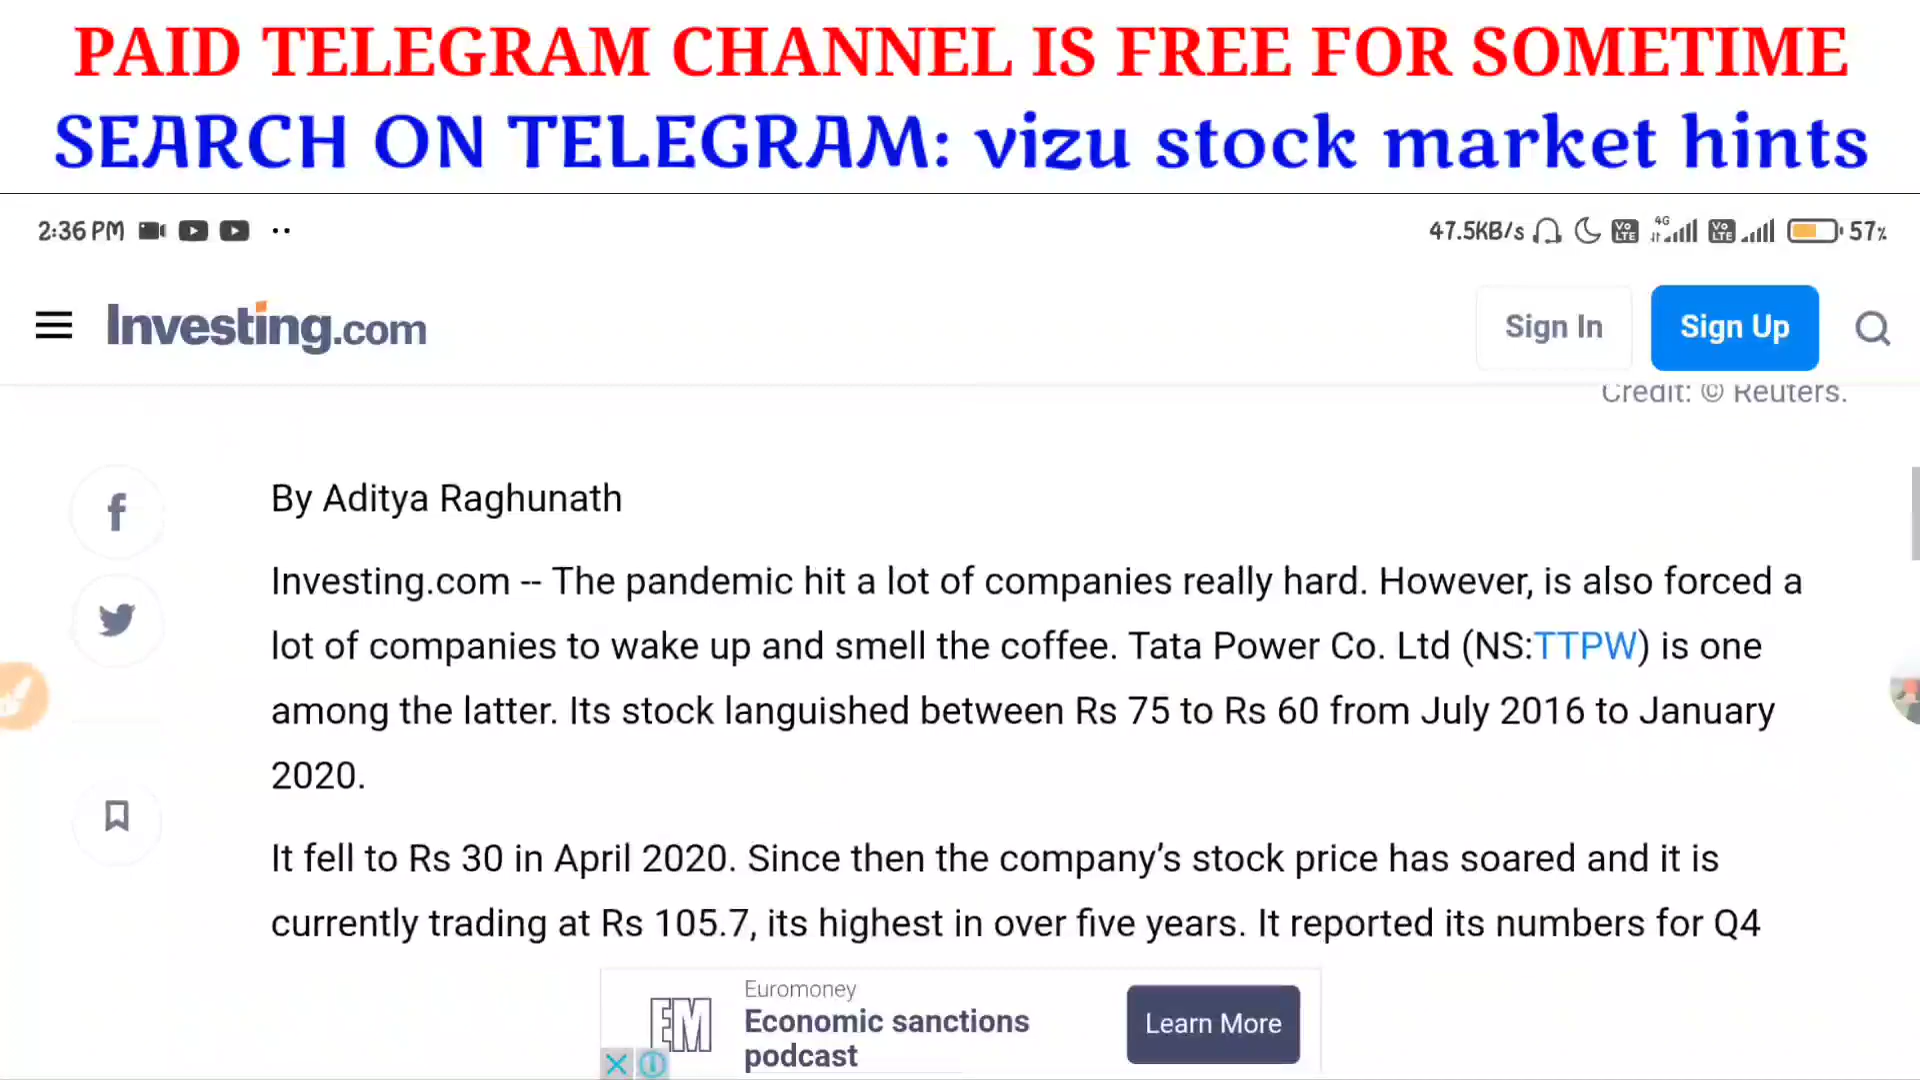 PAID TELEGRAM CHANNEL IS FREE FOR SOMETIME
SEARCH ON TELEGRAM: vizu stock market hints
2:36 PM
47.5KB/s Vo LTE 4G Vo LTE 57%
Investing.com
Sign In
Sign Up
Credit: © Reuters.
By Aditya Raghunath
Investing.com -- The pandemic hit a lot of companies really hard. However, is also forced a
lot of companies to wake up and smell the coffee. Tata Power Co. Ltd (NS:TTPW) is one
among the latter. Its stock languished between Rs 75 to Rs 60 from July 2016 to January
2020.
It fell to Rs 30 in April 2020. Since then the company’s stock price has soared and it is
currently trading at Rs 105.7, its highest in over five years. It reported its numbers for Q4
EM
Euromoney
Economic sanctions
podcast
Learn More